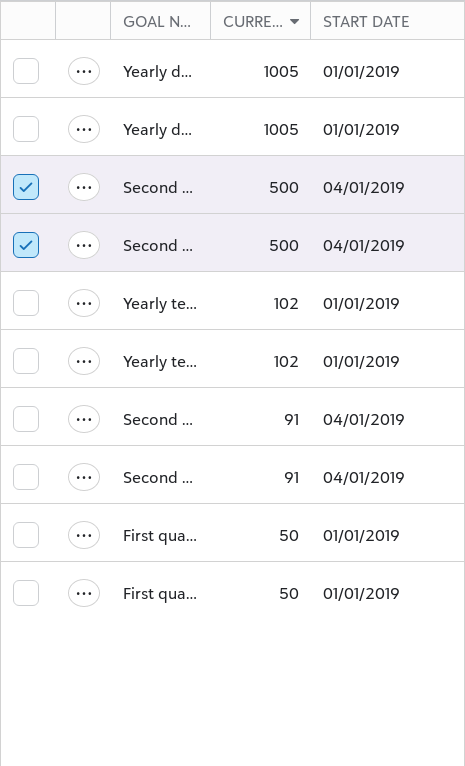 GOAL N... CURRE... START DATE
Yearly d... 1005 01/01/2019
Yearly d... 1005 01/01/2019
Second ... 500 04/01/2019
Second ... 500 04/01/2019
Yearly te... 102 01/01/2019
Yearly te... 102 01/01/2019
Second ... 91 04/01/2019
Second ... 91 04/01/2019
First qua... 50 01/01/2019
First qua... 50 01/01/2019